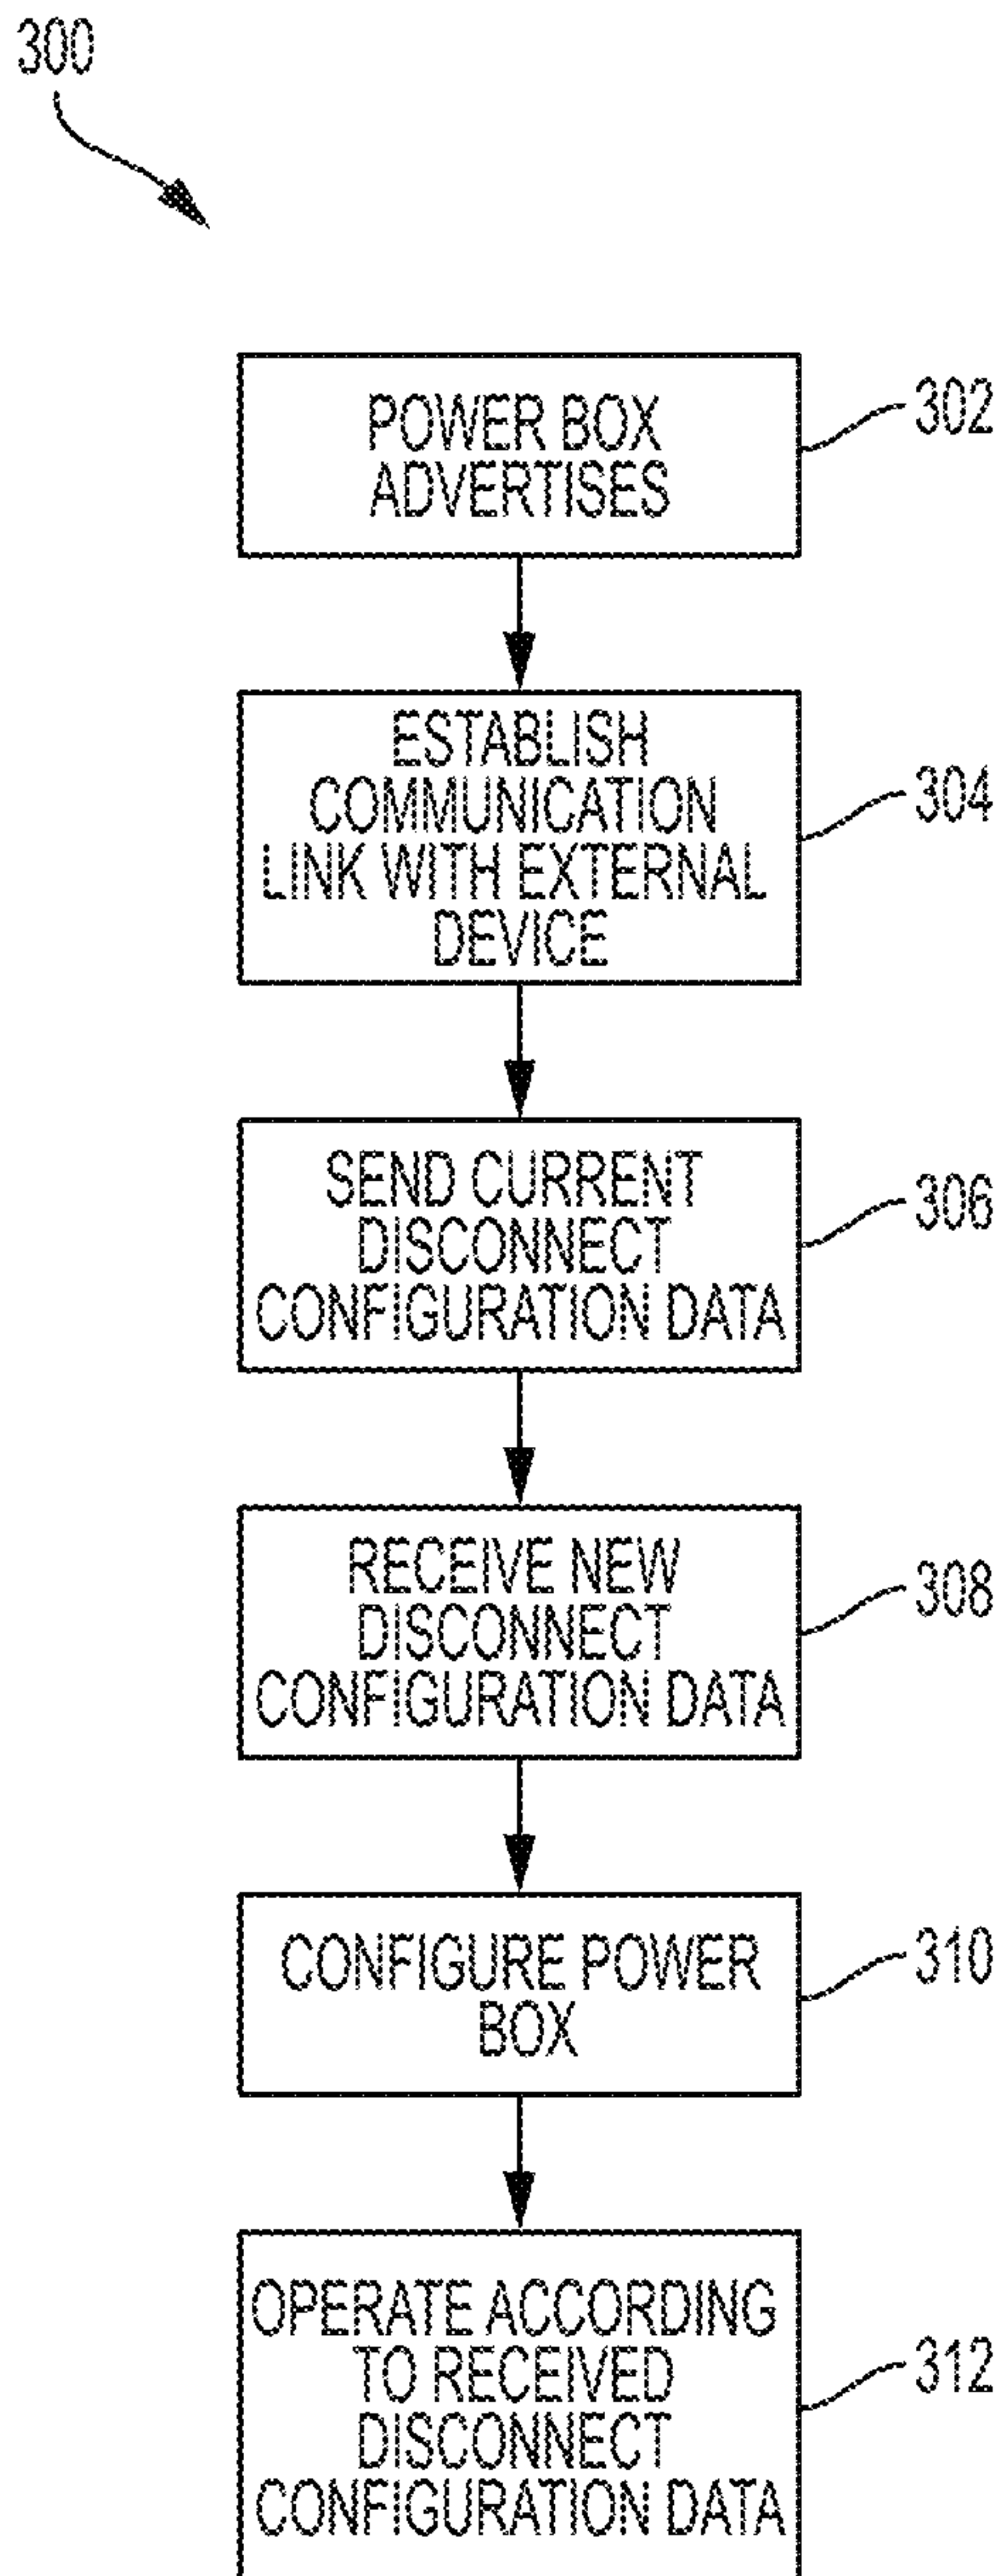 300
POWER BOX
ADVERTISES
302
ESTABLISH
COMMUNICATION
LINK WITH EXTERNAL
DEVICE
304
SEND CURRENT
DISCONNECT
CONFIGURATION DATA
306
RECEIVE NEW
DISCONNECT
CONFIGURATION DATA
308
CONFIGURE POWER
BOX
310
OPERATE ACCORDING
TO RECEIVED
DISCONNECT
CONFIGURATION DATA
312